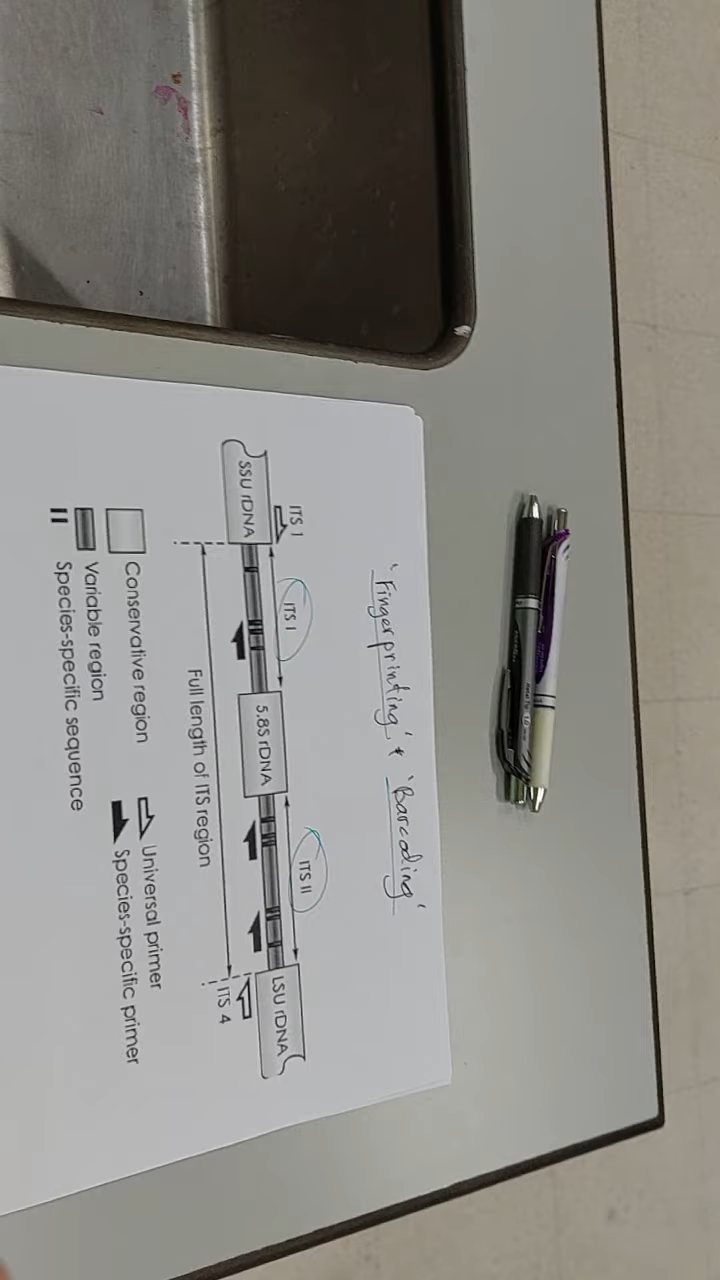 'Fingerprinting' + 'Barcoding'
ITS 1
ITS I
ITS II
SSU rDNA
5.8S rDNA
LSU rDNA
ITS 4
Full length of ITS region
Conservative region
Variable region
Species-specific sequence
Universal primer
Species-specific primer